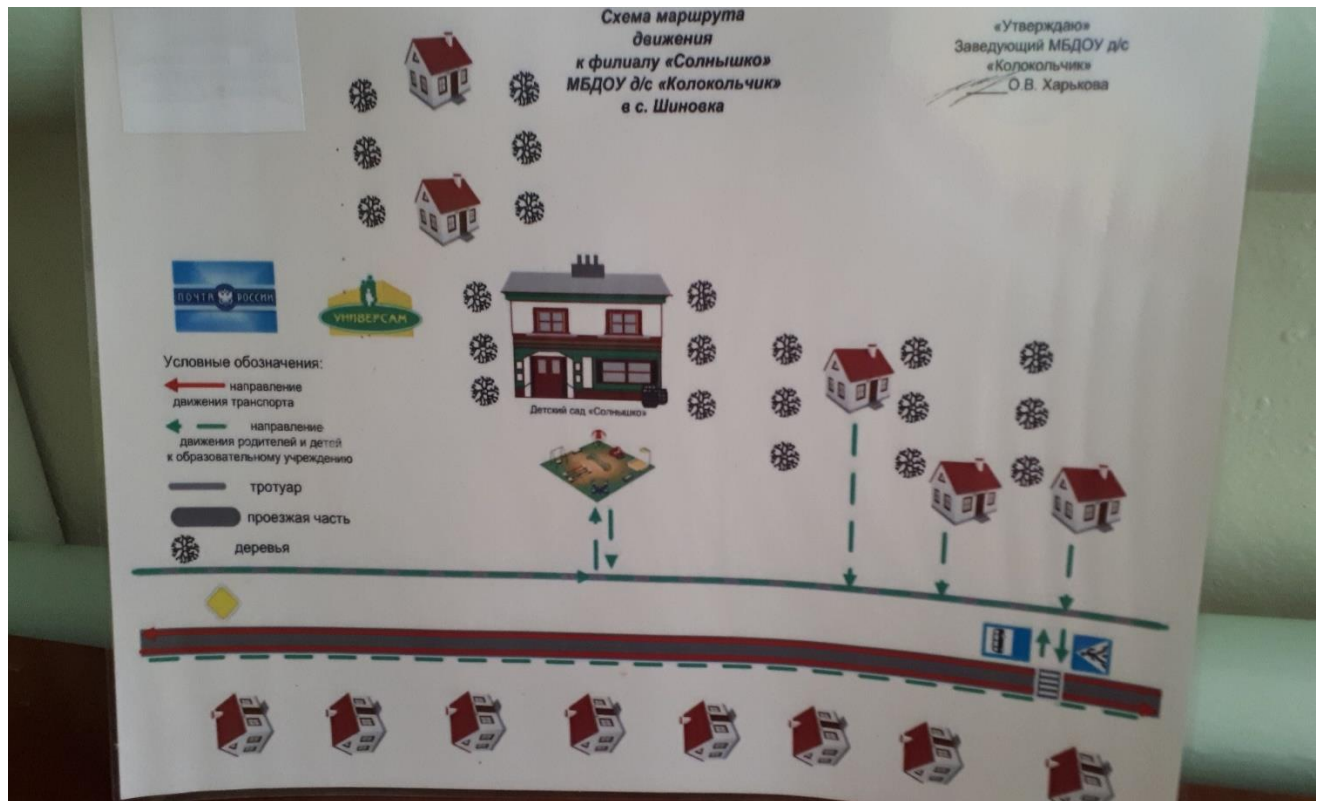 Схема маршрута
движения
к филиалу «Солнышко»
МБДОУ д/с «Колокольчик»
в с. Шиновка
«Утверждаю»
Заведующий МБДОУ д/с
«Колокольчик»
О.В. Харькова
ПОЧТА РОССИИ
УНИВЕРСАМ
Условные обозначения:
направление
движения транспорта
направление
движения родителей и детей
к образовательному учреждению
тротуар
проезжая часть
деревья
Детский сад «Солнышко»